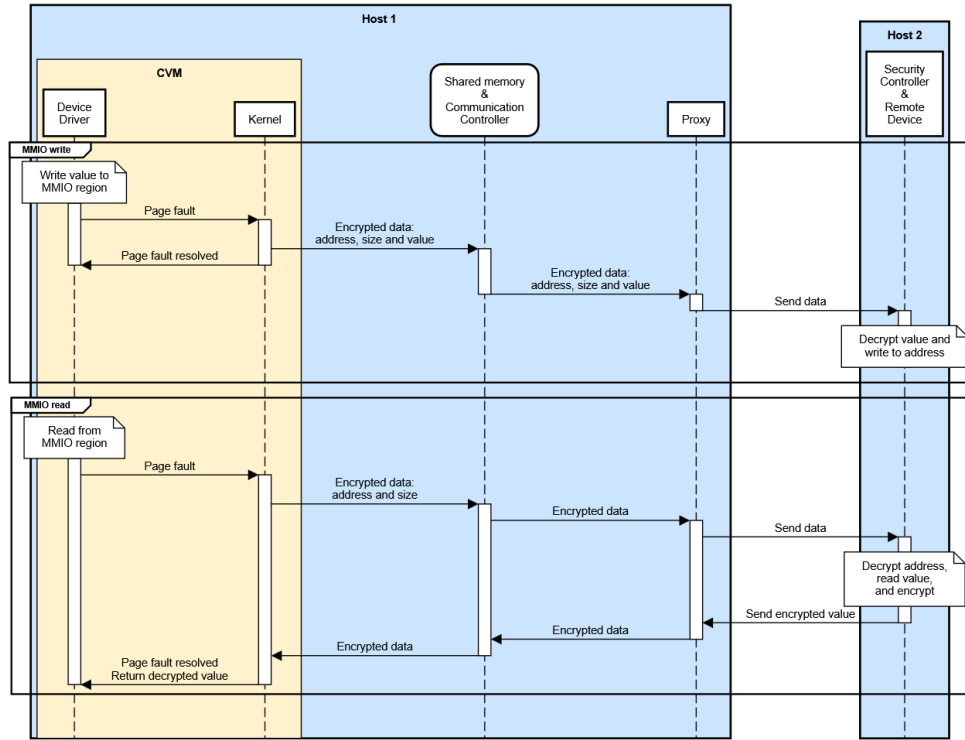 Host 1
Host 2
CVM
Device
Driver
Kernel
Shared memory
&
Communication
Controller
Proxy
Security
Controller
&
Remote
Device
MMIO write
Write value to
MMIO region
Page fault
Encrypted data:
address, size and value
Page fault resolved
Encrypted data:
address, size and value
Send data
Decrypt value and
write to address
MMIO read
Read from
MMIO region
Page fault
Encrypted data:
address and size
Encrypted data
Send data
Decrypt address,
read value,
and encrypt
Send encrypted value
Encrypted data
Encrypted data
Page fault resolved
Return decrypted value